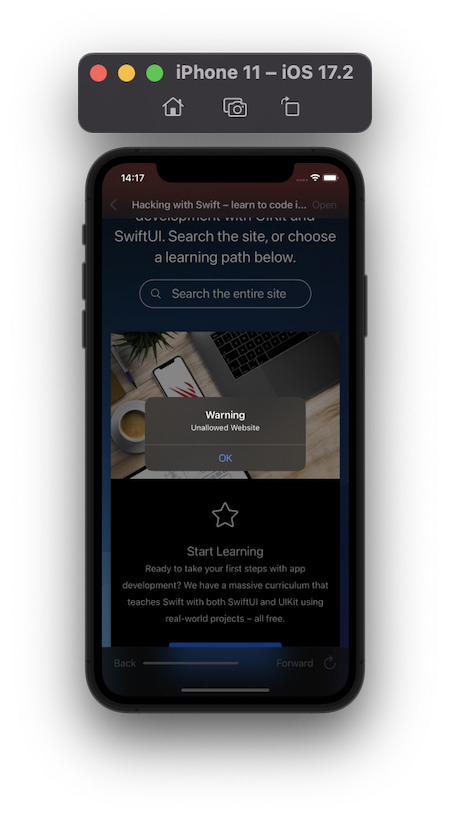 iPhone 11 – iOS 17.2
14:17
Hacking with Swift – learn to code i... Open
development with UIKit and
SwiftUI. Search the site, or choose
a learning path below.
Search the entire site
Warning
Unallowed Website
OK
Start Learning
Ready to take your first steps with app
development? We have a massive curriculum that
teaches Swift with both SwiftUI and UIKit using
real-world projects – all free.
Back Forward